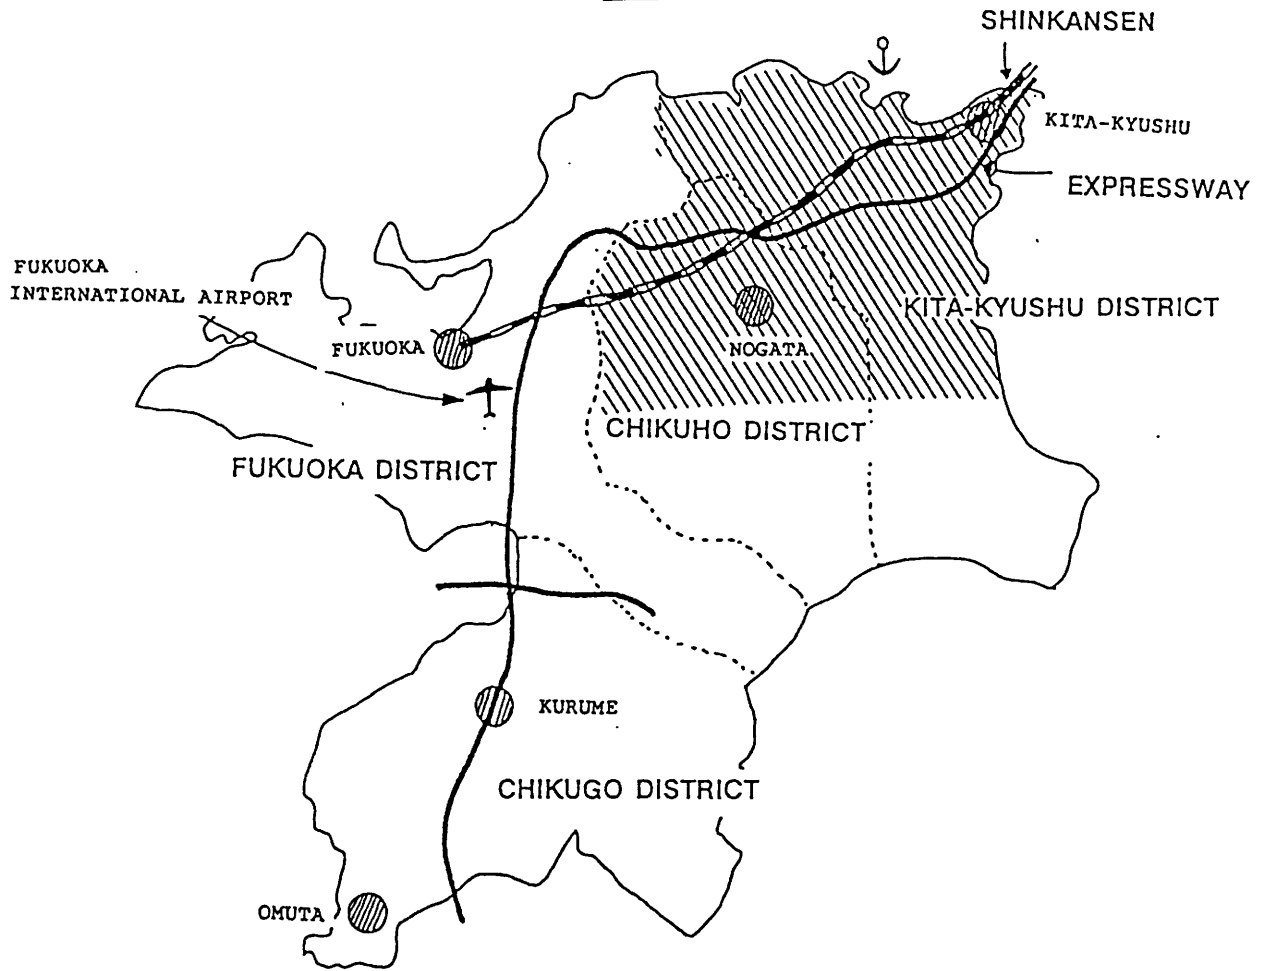 SHINKANSEN
KITA-KYUSHU
EXPRESSWAY
FUKUOKA
INTERNATIONAL AIRPORT
KITA-KYUSHU DISTRICT
FUKUOKA
NOGATA
CHIKUHO DISTRICT
FUKUOKA DISTRICT
KURUME
CHIKUGO DISTRICT
OMUTA